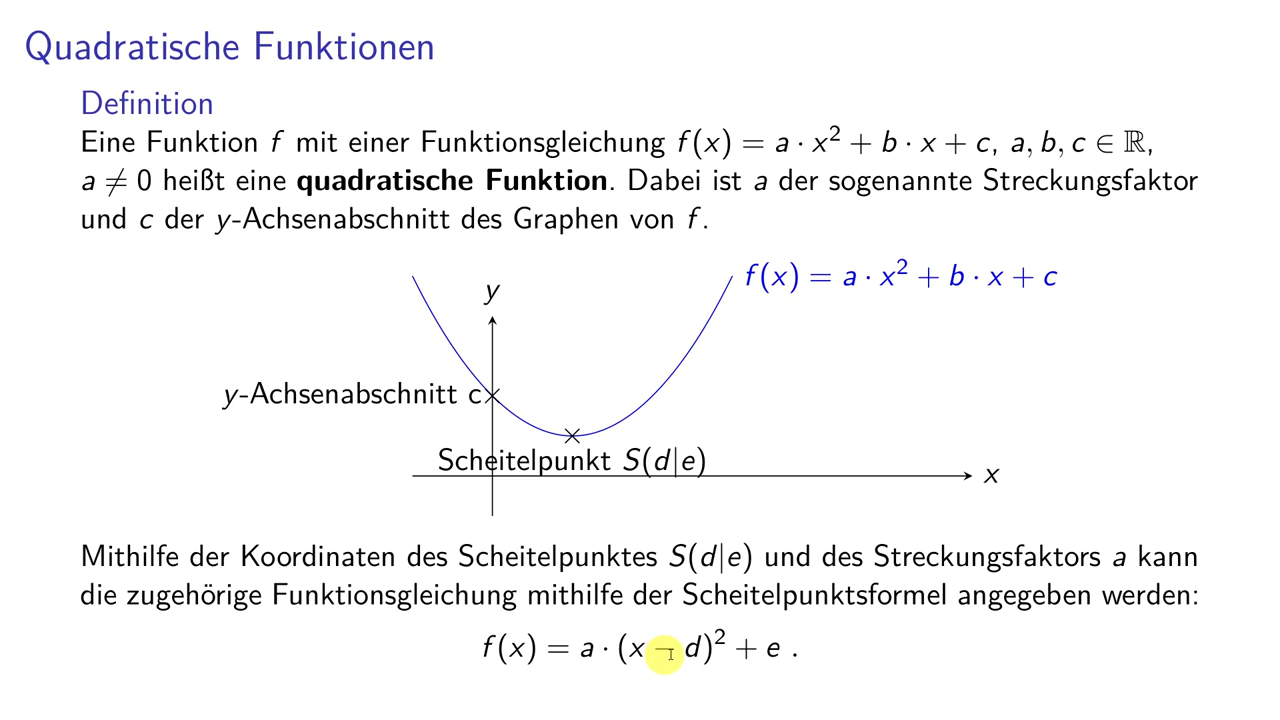 Quadratische Funktionen
Definition
Eine Funktion f mit einer Funktionsgleichung f(x) = a · x² + b · x + c, a, b, c ∈ ℝ,
a ≠ 0 heißt eine quadratische Funktion. Dabei ist a der sogenannte Streckungsfaktor
und c der y-Achsenabschnitt des Graphen von f.
f(x) = a · x² + b · x + c
y
y-Achsenabschnitt c
Scheitelpunkt S(d|e)
x
Mithilfe der Koordinaten des Scheitelpunktes S(d|e) und des Streckungsfaktors a kann
die zugehörige Funktionsgleichung mithilfe der Scheitelpunktsformel angegeben werden:
f(x) = a · (x − d)² + e .